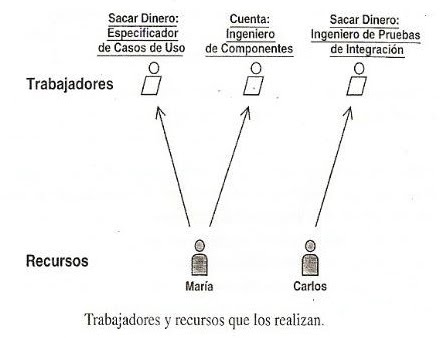 Sacar Dinero:
Especificador
de Casos de Uso
Cuenta:
Ingeniero
de Componentes
Sacar Dinero:
Ingeniero de Pruebas
de Integración
Trabajadores
Recursos
María
Carlos
Trabajadores y recursos que los realizan.